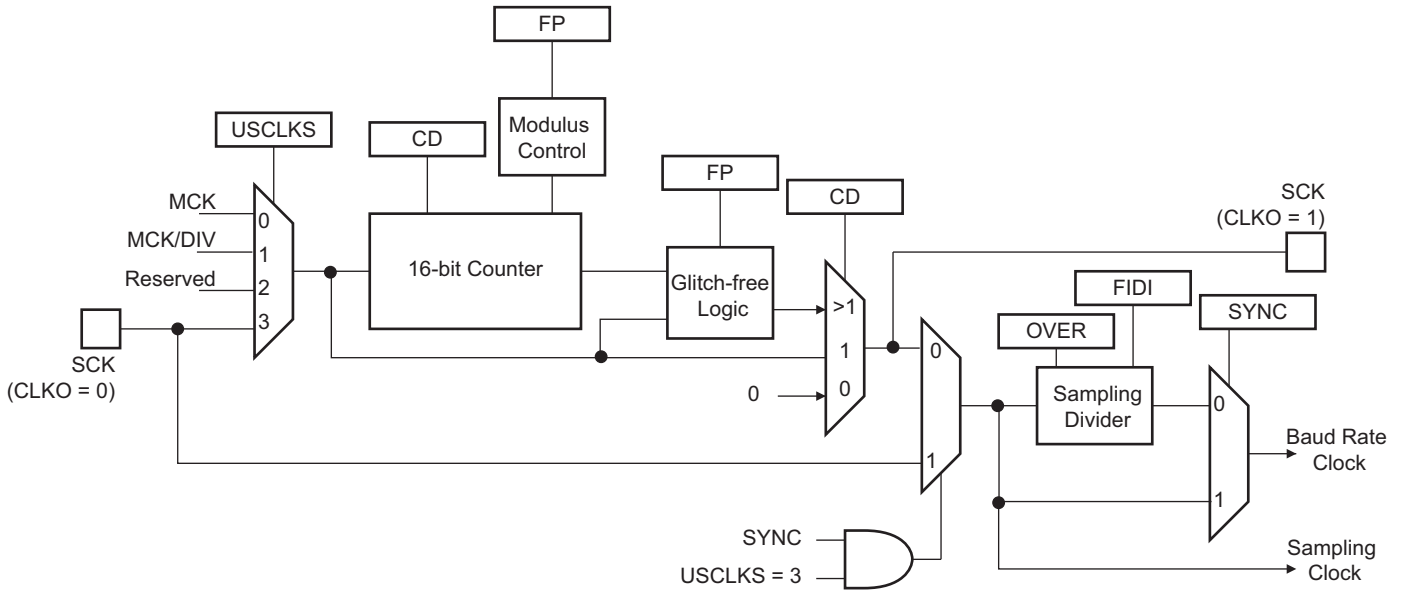 FP
Modulus
Control
USCLKS
CD
FP
CD
MCK
0
MCK/DIV
1
Reserved
2
3
16-bit Counter
Glitch-free
Logic
>1
1
0
0
SCK
(CLKO = 0)
SCK
(CLKO = 1)
FIDI
OVER
SYNC
0
1
Sampling
Divider
0
1
Baud Rate
Clock
SYNC
USCLKS = 3
Sampling
Clock